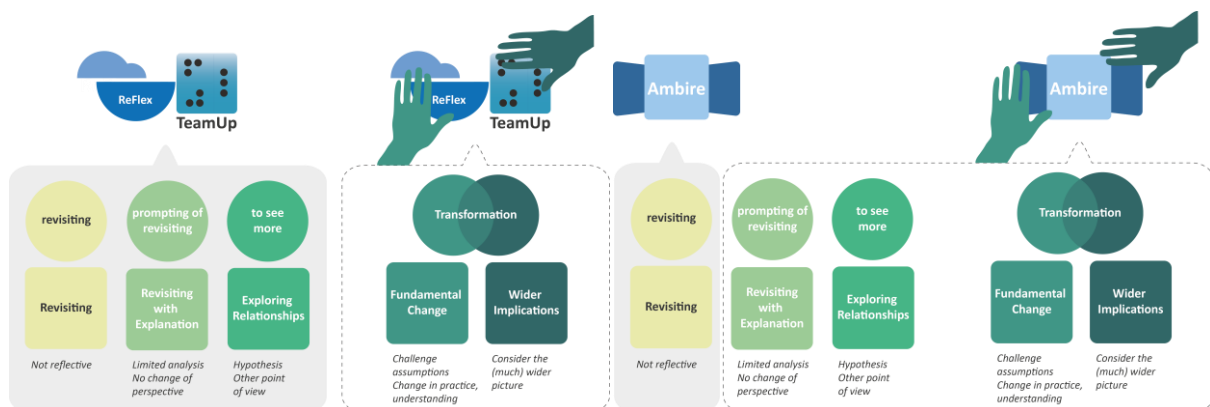 ReFlex
TeamUp
ReFlex
TeamUp
Ambire
Ambire
revisiting
prompting of
revisiting
to see
more
Revisiting
Revisiting
with
Explanation
Exploring
Relationships
Not reflective
Limited analysis
No change of
perspective
Hypothesis
Other point
of view
Transformation
Fundamental
Change
Wider
Implications
Challenge
assumptions
Change in practice,
understanding
Consider the
(much) wider
picture
revisiting
Revisiting
Not reflective
prompting of
revisiting
to see
more
Revisiting
with
Explanation
Exploring
Relationships
Limited analysis
No change of
perspective
Hypothesis
Other point
of view
Transformation
Fundamental
Change
Wider
Implications
Challenge
assumptions
Change in practice,
understanding
Consider the
(much) wider
picture